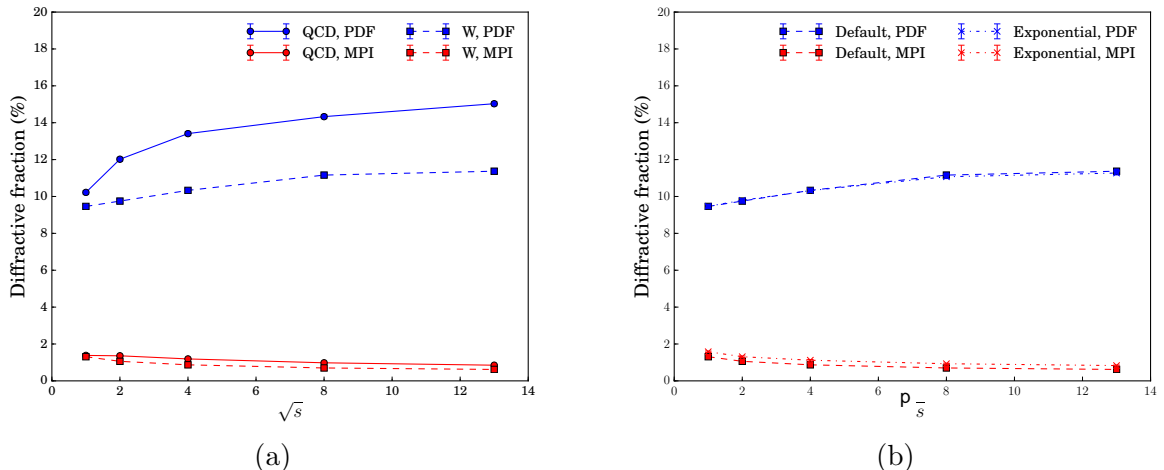 QCD, PDF
W, PDF
QCD, MPI
W, MPI
Diffractive fraction (%)
20
18
16
14
12
10
8
6
4
2
0
0 2 4 6 8 10 12 14
√s
(a)
Default, PDF
Exponential, PDF
Default, MPI
Exponential, MPI
Diffractive fraction (%)
20
18
16
14
12
10
8
6
4
2
0
0 2 4 6 8 10 12 14
p s
(b)